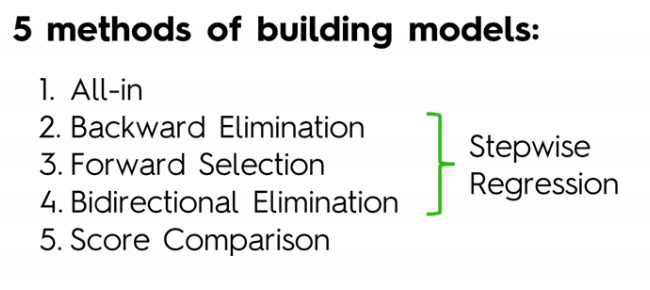 5 methods of building models:
1. All-in
2. Backward Elimination
3. Forward Selection
4. Bidirectional Elimination
5. Score Comparison
Stepwise
Regression